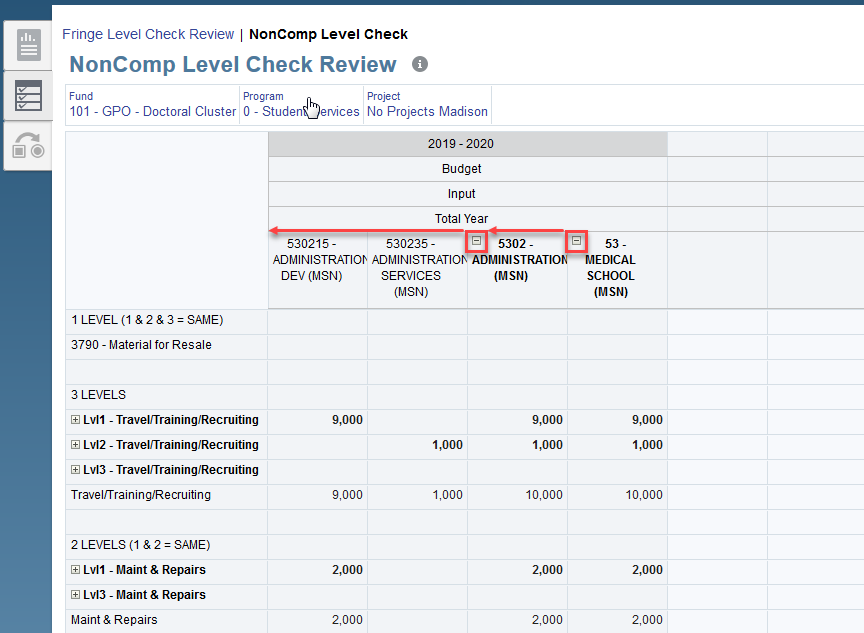 Fringe Level Check Review | NonComp Level Check
NonComp Level Check Review
Fund Program Project
101 - GPO - Doctoral Cluster 0 - Student Services No Projects Madison
2019 - 2020
Budget
Input
Total Year
530215 - 530235 - 5302 - 53 -
ADMINISTRATION ADMINISTRATION ADMINISTRATION MEDICAL
DEV (MSN) SERVICES (MSN) SCHOOL
(MSN) (MSN)
1 LEVEL (1 & 2 & 3 = SAME)
3790 - Material for Resale
3 LEVELS
Lvl1 - Travel/Training/Recruiting 9,000 9,000 9,000
Lvl2 - Travel/Training/Recruiting 1,000 1,000 1,000
Lvl3 - Travel/Training/Recruiting
Travel/Training/Recruiting 9,000 1,000 10,000 10,000
2 LEVELS (1 & 2 = SAME)
Lvl1 - Maint & Repairs 2,000 2,000 2,000
Lvl3 - Maint & Repairs
Maint & Repairs 2,000 2,000 2,000